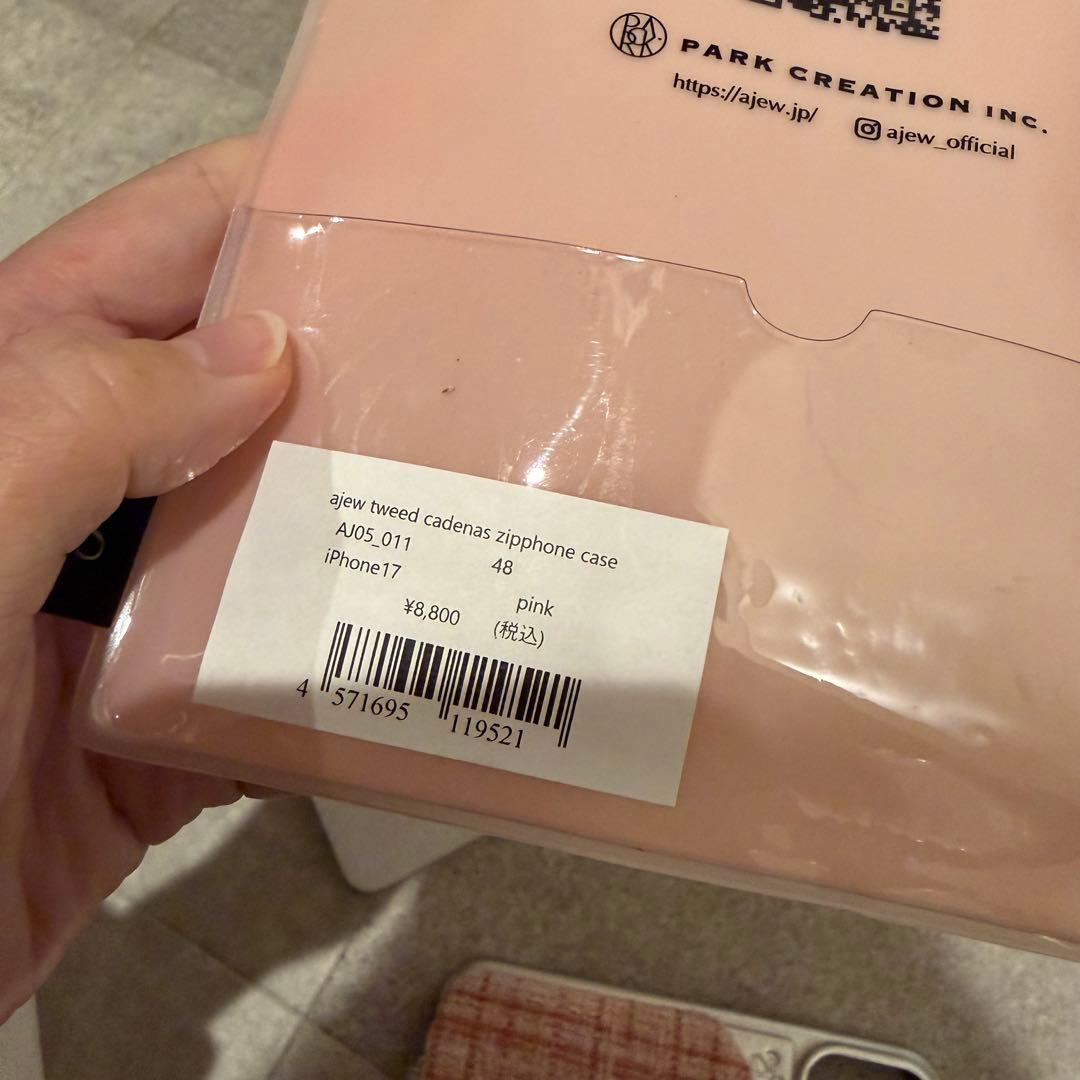 PARK
PARK CREATION INC.
https://ajew.jp/
ajew_official
ajew tweed cadenas zipphone case
AJ05_011 48
iPhone17 pink
¥8,800 (税込)
4 571695 119521